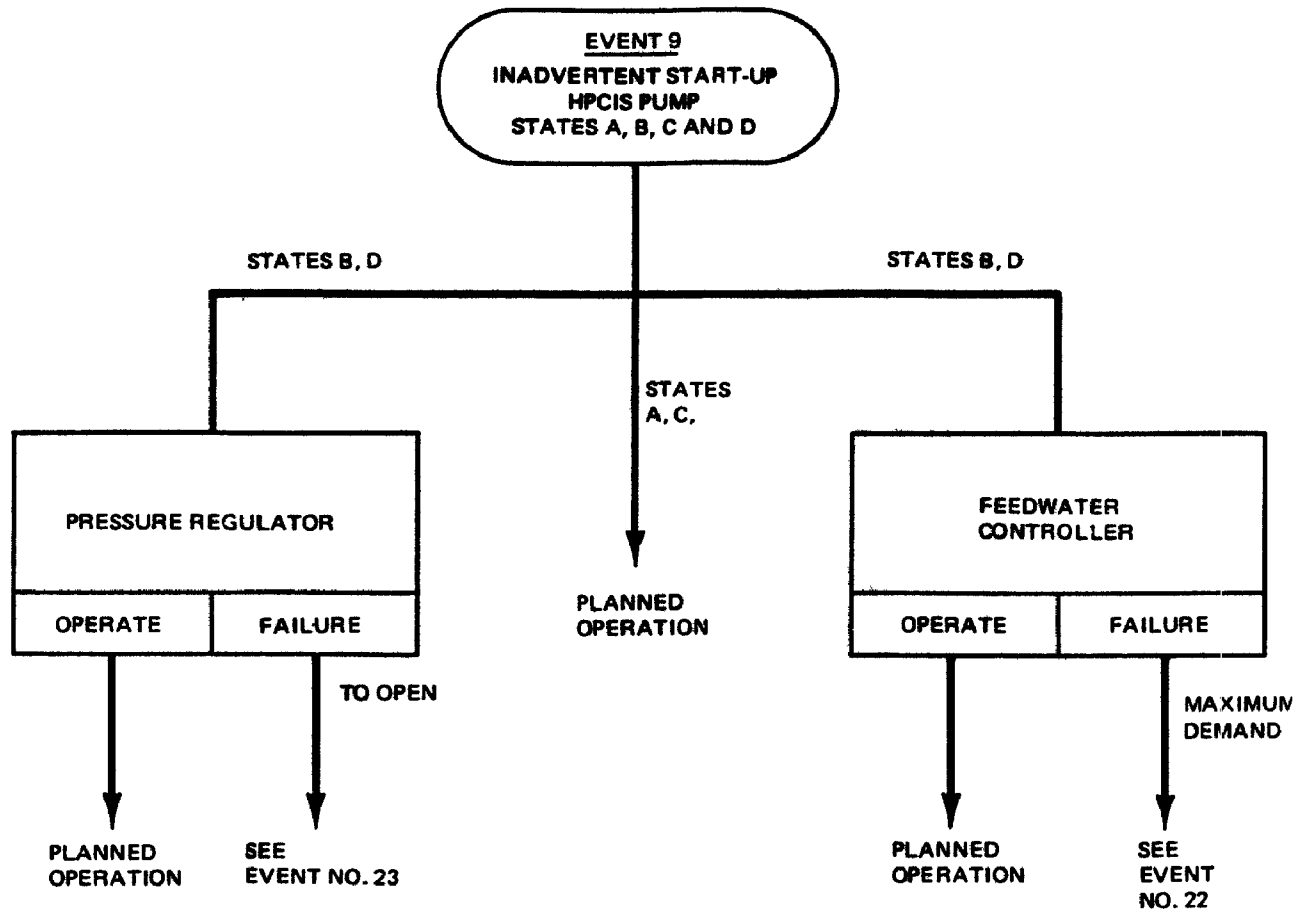 EVENT 9
INADVERTENT START-UP
HPCIS PUMP
STATES A, B, C AND D
STATES B, D
STATES B, D
STATES
A, C,
PRESSURE REGULATOR
OPERATE
FAILURE
FEEDWATER
CONTROLLER
OPERATE
FAILURE
PLANNED
OPERATION
TO OPEN
MAXIMUM
DEMAND
PLANNED
OPERATION
SEE
EVENT NO. 23
PLANNED
OPERATION
SEE
EVENT
NO. 22